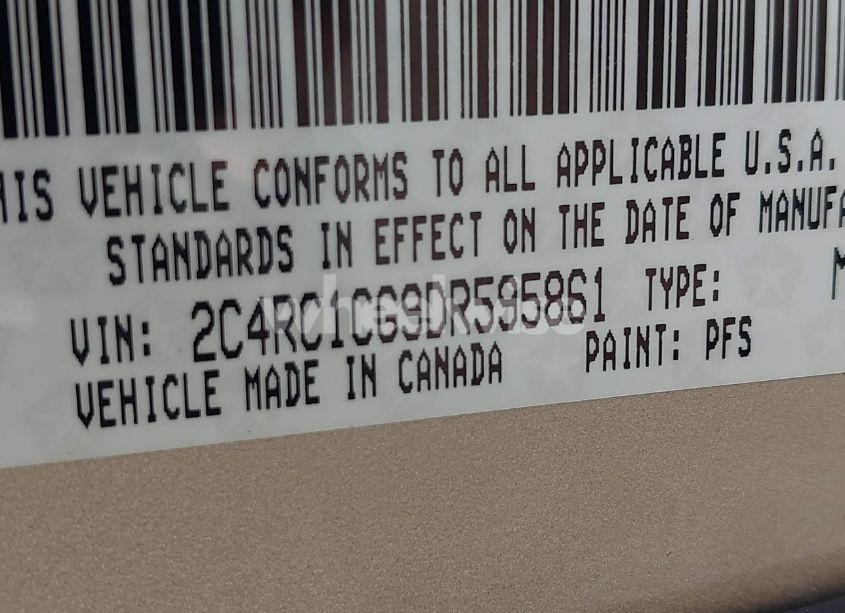 HIS VEHICLE CONFORMS TO ALL APPLICABLE U.S.A.
STANDARDS IN EFFECT ON THE DATE OF MANUFA
VIN: 2C4RC1CG9DR595861 TYPE: M
VEHICLE MADE IN CANADA PAINT: PFS